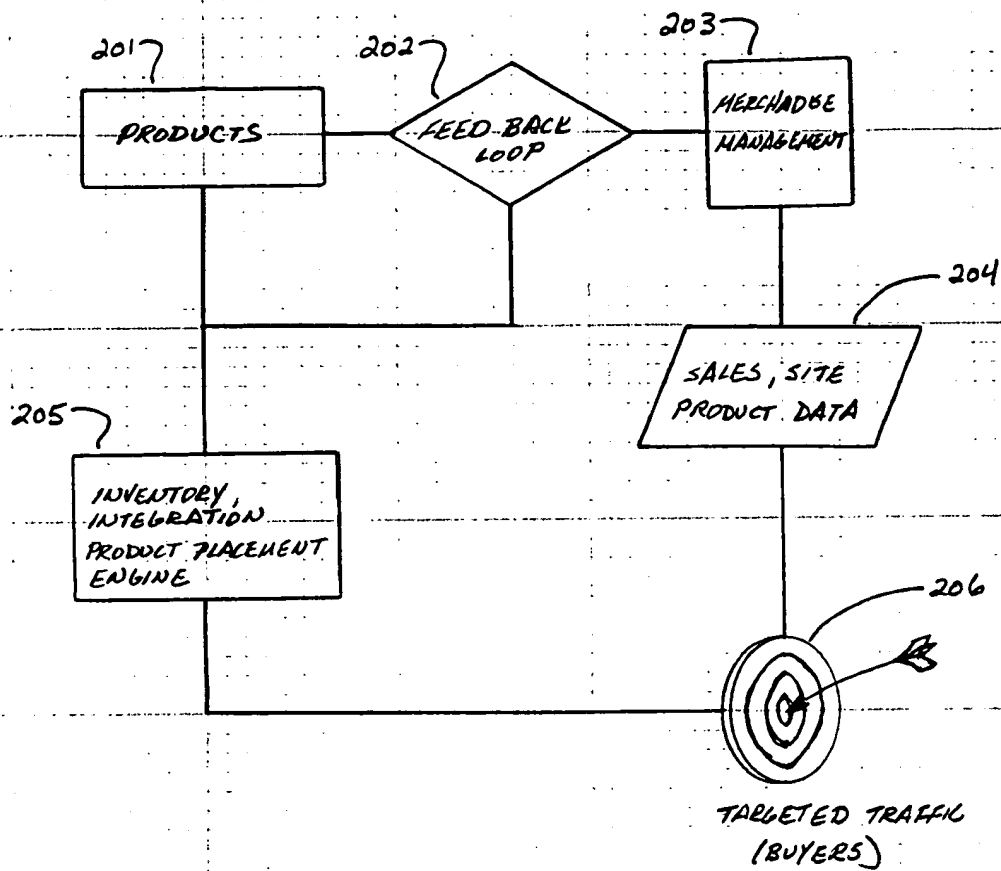 201
202
203
PRODUCTS
FEED BACK
LOOP
MERCHADISE
MANAGEMENT
204
SALES, SITE
PRODUCT DATA
205
INVENTORY,
INTEGRATION
PRODUCT PLACEMENT
ENGINE
206
TARGETED TRAFFIC
(BUYERS)